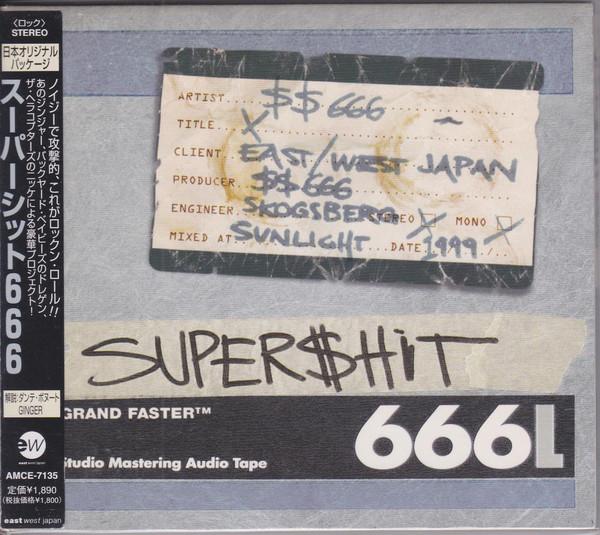 〈ロック〉
STEREO
日本オリジナル
パッケージ
ノイジーで攻撃的、これがロックン・ロール!!
あのジンジャー、バックヤード・ベイビーズのドレゲン、
ザ・ヘラコプターズのニッケによる豪華プロジェクト!
スーパーシット666
解説:ダンテ・ボヌート
GINGER
ew
east west japan
AMCE-7135
定価¥1,890
(税抜価格¥1,800)
east west japan
ARTIST....$$ 666
TITLE..X ~
CLIENT...EAST/WEST JAPAN
PRODUCER..$$ 666
ENGINEER..SKOGSBERG STEREO MONO
MIXED AT...SUNLIGHT DATE.1999
SUPER$HiT
GRAND FASTER™
Studio Mastering Audio Tape
666L